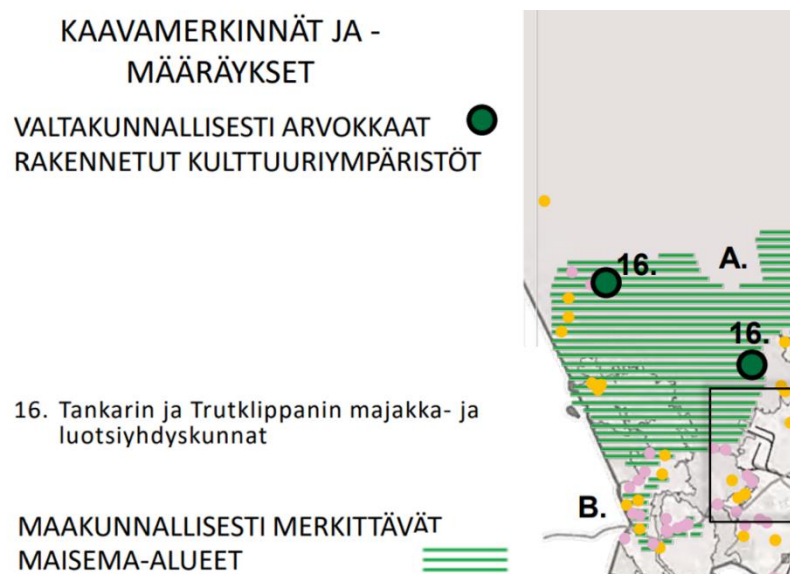 KAAVAMERKINNÄT JA -
MÄÄRÄYKSET
VALTAKUNNALLISESTI ARVOKKAAT
RAKENNETUT KULTTUURIYMPÄRISTÖT
16. Tankarin ja Trutklippanin majakka- ja
luotsiyhdyskunnat
MAAKUNNALLISESTI MERKITTÄVÄT
MAISEMA-ALUEET
16.
A.
16.
B.